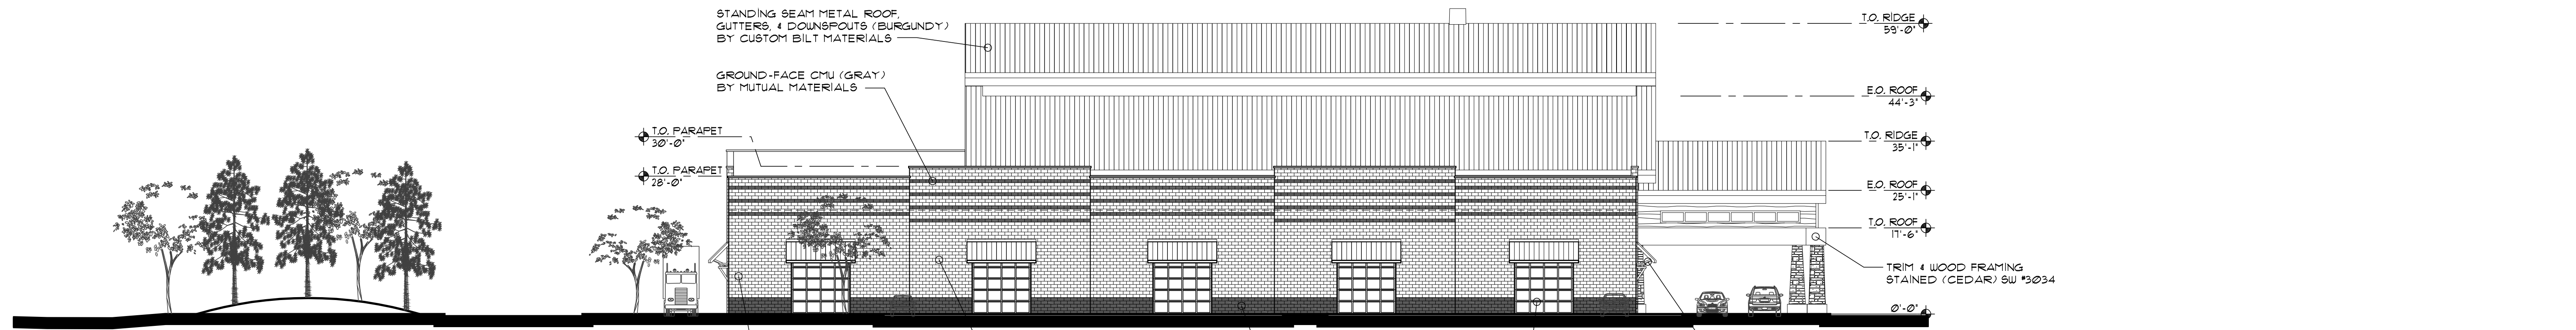 STANDING SEAM METAL ROOF,
GUTTERS, & DOWNSPOUTS (BURGUNDY)
BY CUSTOM BILT MATERIALS
GROUND-FACE CMU (GRAY)
BY MUTUAL MATERIALS
T.O. PARAPET
30'-0"
T.O. PARAPET
28'-0"
T.O. RIDGE
59'-0"
E.O. ROOF
44'-3"
T.O. RIDGE
35'-1"
E.O. ROOF
25'-1"
T.O. ROOF
17'-6"
TRIM & WOOD FRAMING
STAINED (CEDAR) SW #3034
0'-0"